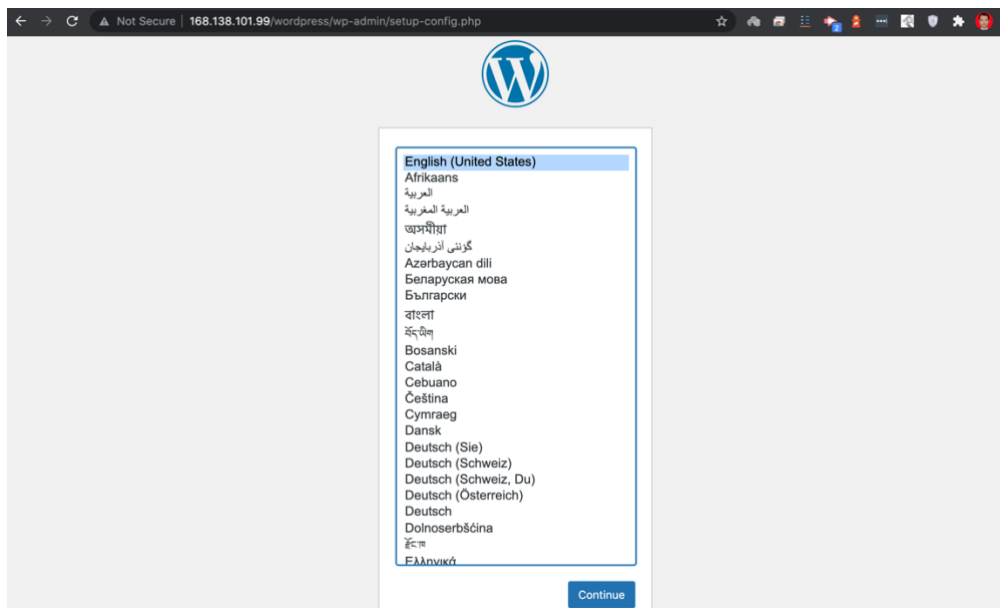 Not Secure | 168.138.101.99/wordpress/wp-admin/setup-config.php
2
English (United States)
Afrikaans
العربية
العربية المغربية
অসমীয়া
گؤنئی آذربایجان
Azərbaycan dili
Беларуская мова
Български
বাংলা
བོད་ཡིག
Bosanski
Català
Cebuano
Čeština
Cymraeg
Dansk
Deutsch (Sie)
Deutsch (Schweiz)
Deutsch (Schweiz, Du)
Deutsch (Österreich)
Deutsch
Dolnoserbšćina
རྫོང་ཁ
Ελληνικά
Continue